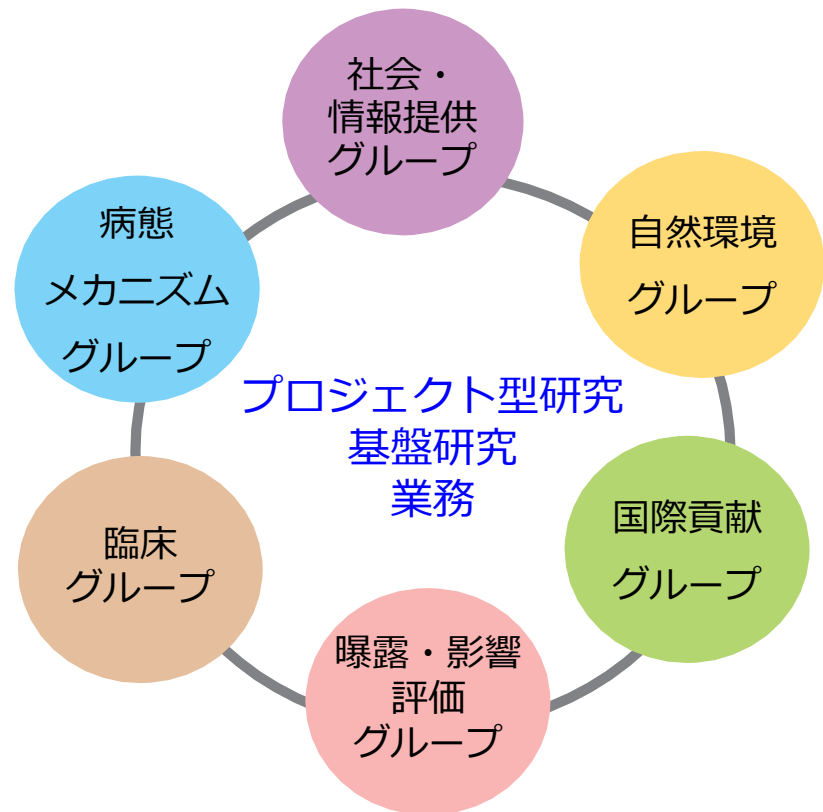 社会・
情報提供
グループ
病態
メカニズム
グループ
自然環境
グループ
プロジェクト型研究
基盤研究
業務
臨床
グループ
国際貢献
グループ
曝露・影響
評価
グループ